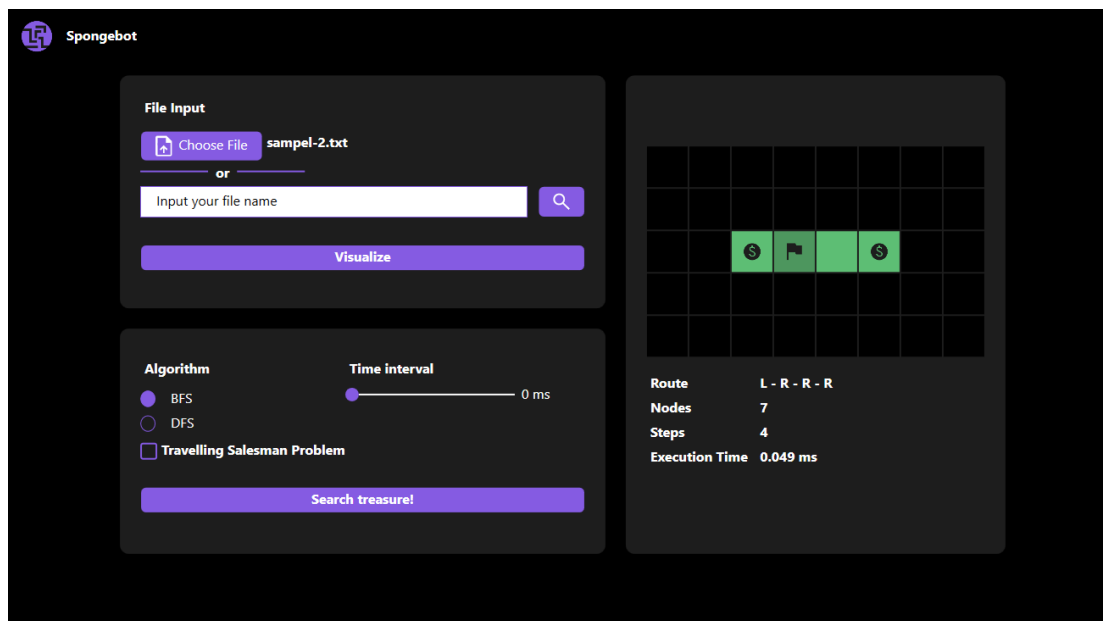 Spongebot
File Input
Choose File sampel-2.txt
or
Input your file name
Visualize
Algorithm
Time interval
BFS
0 ms
DFS
Travelling Salesman Problem
Search treasure!
Route L - R - R - R
Nodes 7
Steps 4
Execution Time 0.049 ms